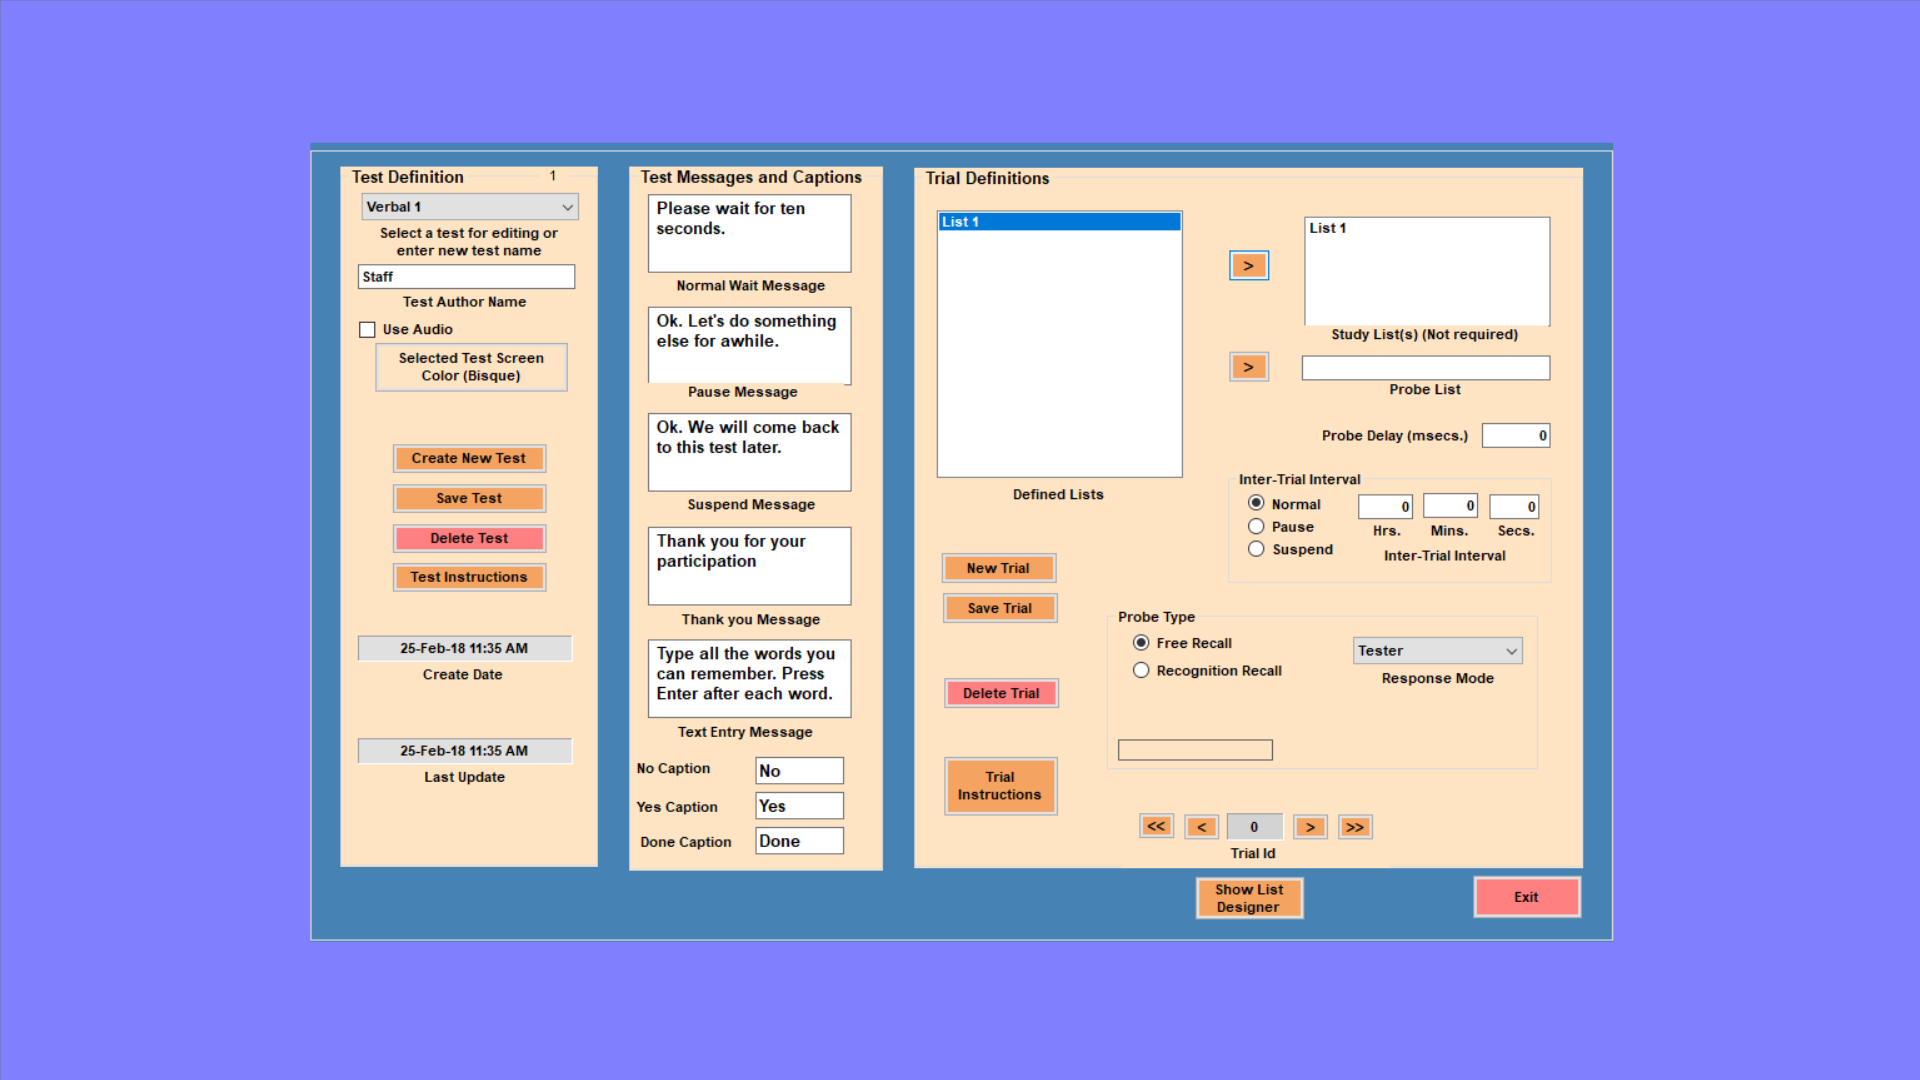 Test Definition 1
Verbal 1
Select a test for editing or
enter new test name
Staff
Test Author Name
Use Audio
Selected Test Screen
Color (Bisque)
Create New Test
Save Test
Delete Test
Test Instructions
25-Feb-18 11:35 AM
Create Date
25-Feb-18 11:35 AM
Last Update
Test Messages and Captions
Please wait for ten
seconds.
Normal Wait Message
Ok. Let's do something
else for awhile.
Pause Message
Ok. We will come back
to this test later.
Suspend Message
Thank you for your
participation
Thank you Message
Type all the words you
can remember. Press
Enter after each word.
Text Entry Message
No Caption No
Yes Caption Yes
Done Caption Done
Trial Definitions
List 1
Defined Lists
>
List 1
Study List(s) (Not required)
>
Probe List
Probe Delay (msecs.) 0
Inter-Trial Interval
Normal
Pause
Suspend
0 0 0
Hrs. Mins. Secs.
Inter-Trial Interval
New Trial
Save Trial
Delete Trial
Trial
Instructions
Probe Type
Free Recall
Recognition Recall
Tester
Response Mode
<< < 0 > >>
Trial Id
Show List
Designer
Exit